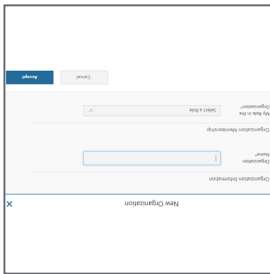 New Organization
Organization Information
Organization
Name*
Organization Membership
My Role in the
Organization*
Select a Role
Cancel
Accept